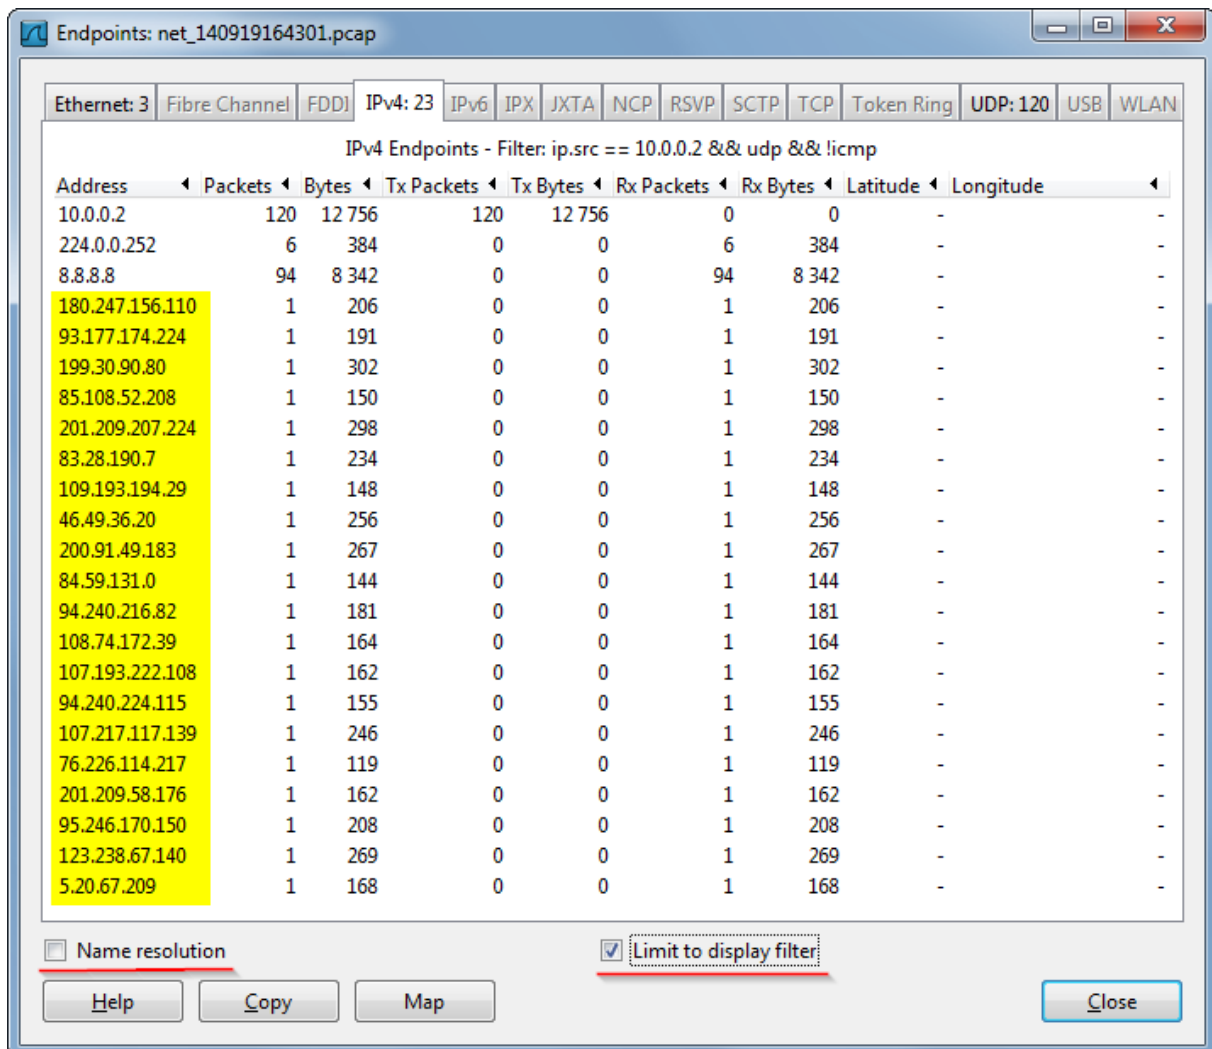 Endpoints: net_140919164301.pcap
Ethernet: 3 Fibre Channel FDDI IPv4: 23 IPv6 IPX JXTA NCP RSVP SCTP TCP Token Ring UDP: 120 USB WLAN
IPv4 Endpoints - Filter: ip.src == 10.0.0.2 && udp && !icmp
Address Packets Bytes Tx Packets Tx Bytes Rx Packets Rx Bytes Latitude Longitude
10.0.0.2 120 12 756 120 12 756 0 0 - -
224.0.0.252 6 384 0 0 6 384 - -
8.8.8.8 94 8 342 0 0 94 8 342 - -
180.247.156.110 1 206 0 0 1 206 - -
93.177.174.224 1 191 0 0 1 191 - -
199.30.90.80 1 302 0 0 1 302 - -
85.108.52.208 1 150 0 0 1 150 - -
201.209.207.224 1 298 0 0 1 298 - -
83.28.190.7 1 234 0 0 1 234 - -
109.193.194.29 1 148 0 0 1 148 - -
46.49.36.20 1 256 0 0 1 256 - -
200.91.49.183 1 267 0 0 1 267 - -
84.59.131.0 1 144 0 0 1 144 - -
94.240.216.82 1 181 0 0 1 181 - -
108.74.172.39 1 164 0 0 1 164 - -
107.193.222.108 1 162 0 0 1 162 - -
94.240.224.115 1 155 0 0 1 155 - -
107.217.117.139 1 246 0 0 1 246 - -
76.226.114.217 1 119 0 0 1 119 - -
201.209.58.176 1 162 0 0 1 162 - -
95.246.170.150 1 208 0 0 1 208 - -
123.238.67.140 1 269 0 0 1 269 - -
5.20.67.209 1 168 0 0 1 168 - -
Name resolution Limit to display filter
Help Copy Map Close